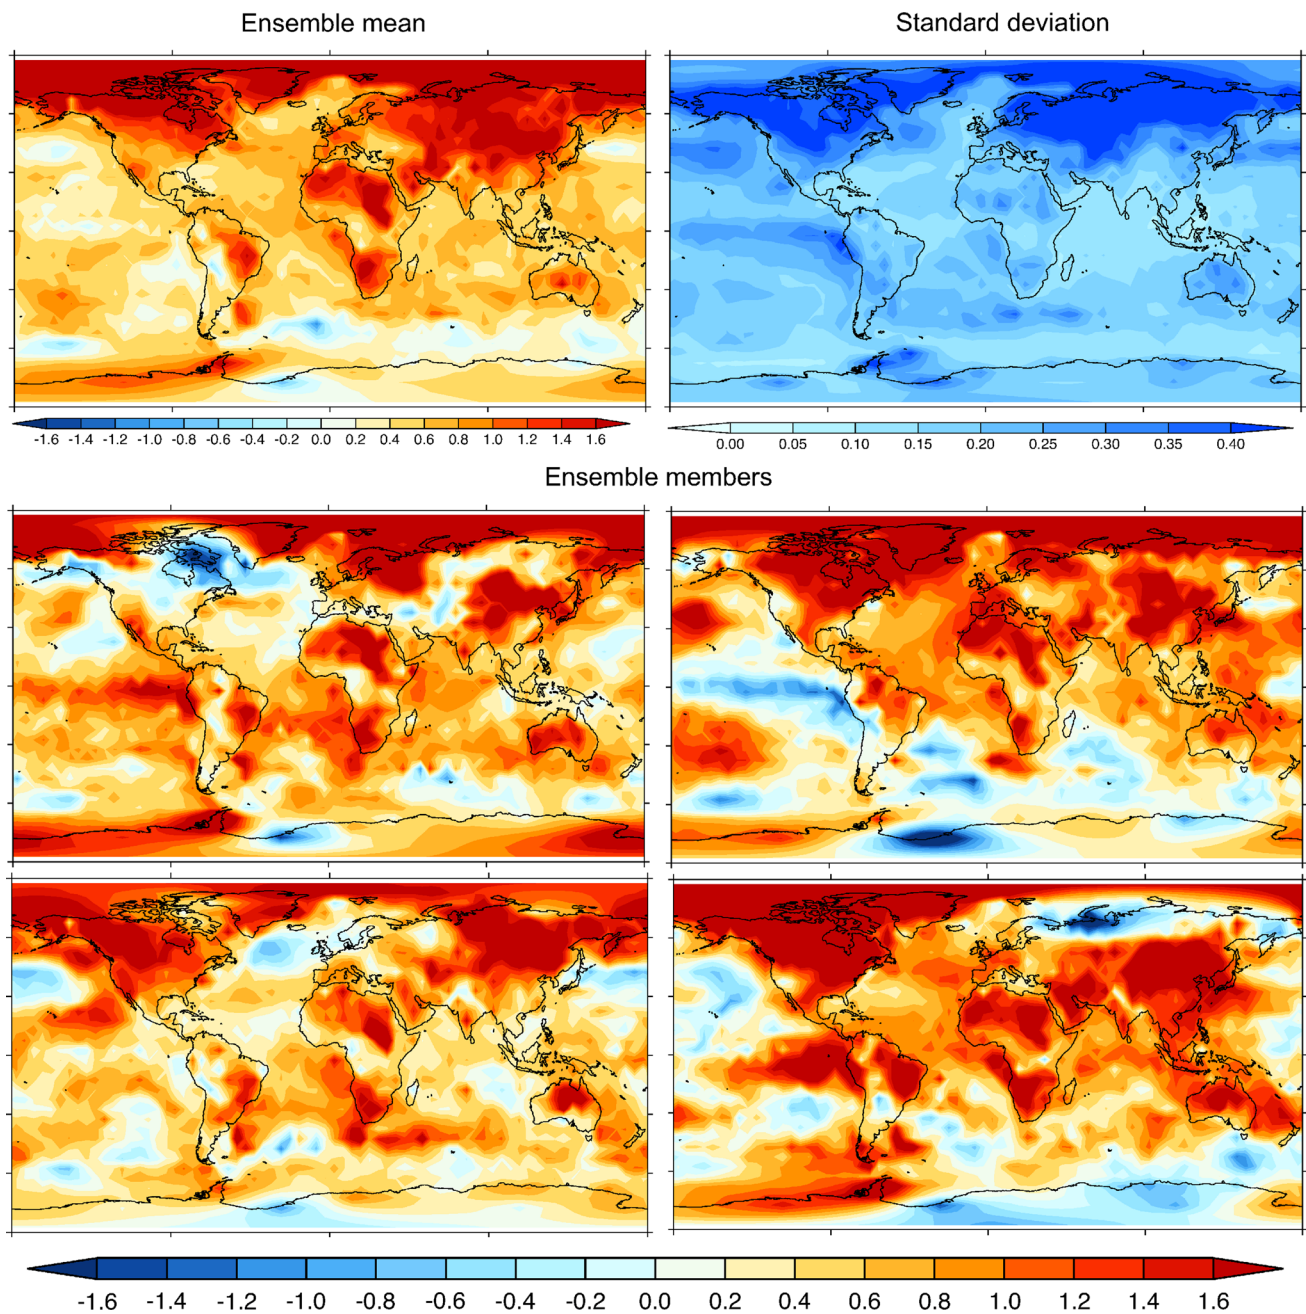 Ensemble mean
Standard deviation
-1.6 -1.4 -1.2 -1.0 -0.8 -0.6 -0.4 -0.2 0.0 0.2 0.4 0.6 0.8 1.0 1.2 1.4 1.6
0.00 0.05 0.10 0.15 0.20 0.25 0.30 0.35 0.40
Ensemble members
-1.6 -1.4 -1.2 -1.0 -0.8 -0.6 -0.4 -0.2 0.0 0.2 0.4 0.6 0.8 1.0 1.2 1.4 1.6